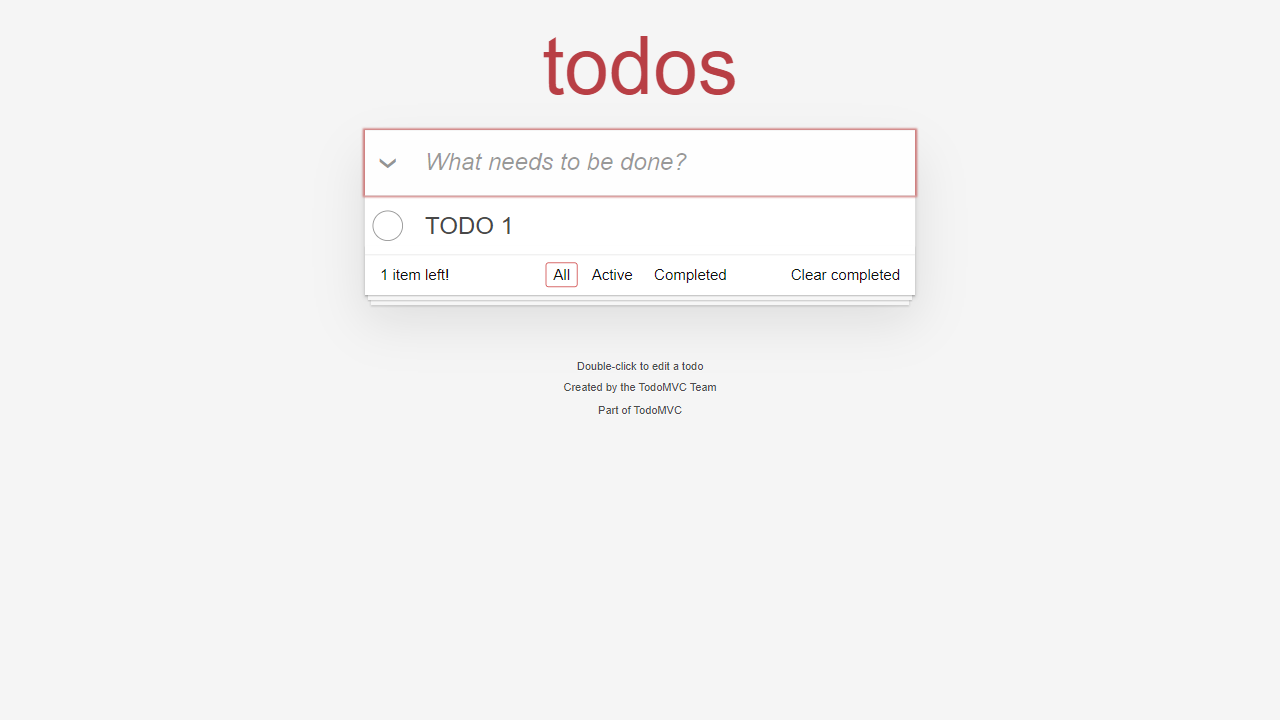 todos
What needs to be done?
TODO 1
1 item left!
All
Active
Completed
Clear completed
Double-click to edit a todo
Created by the TodoMVC Team
Part of TodoMVC